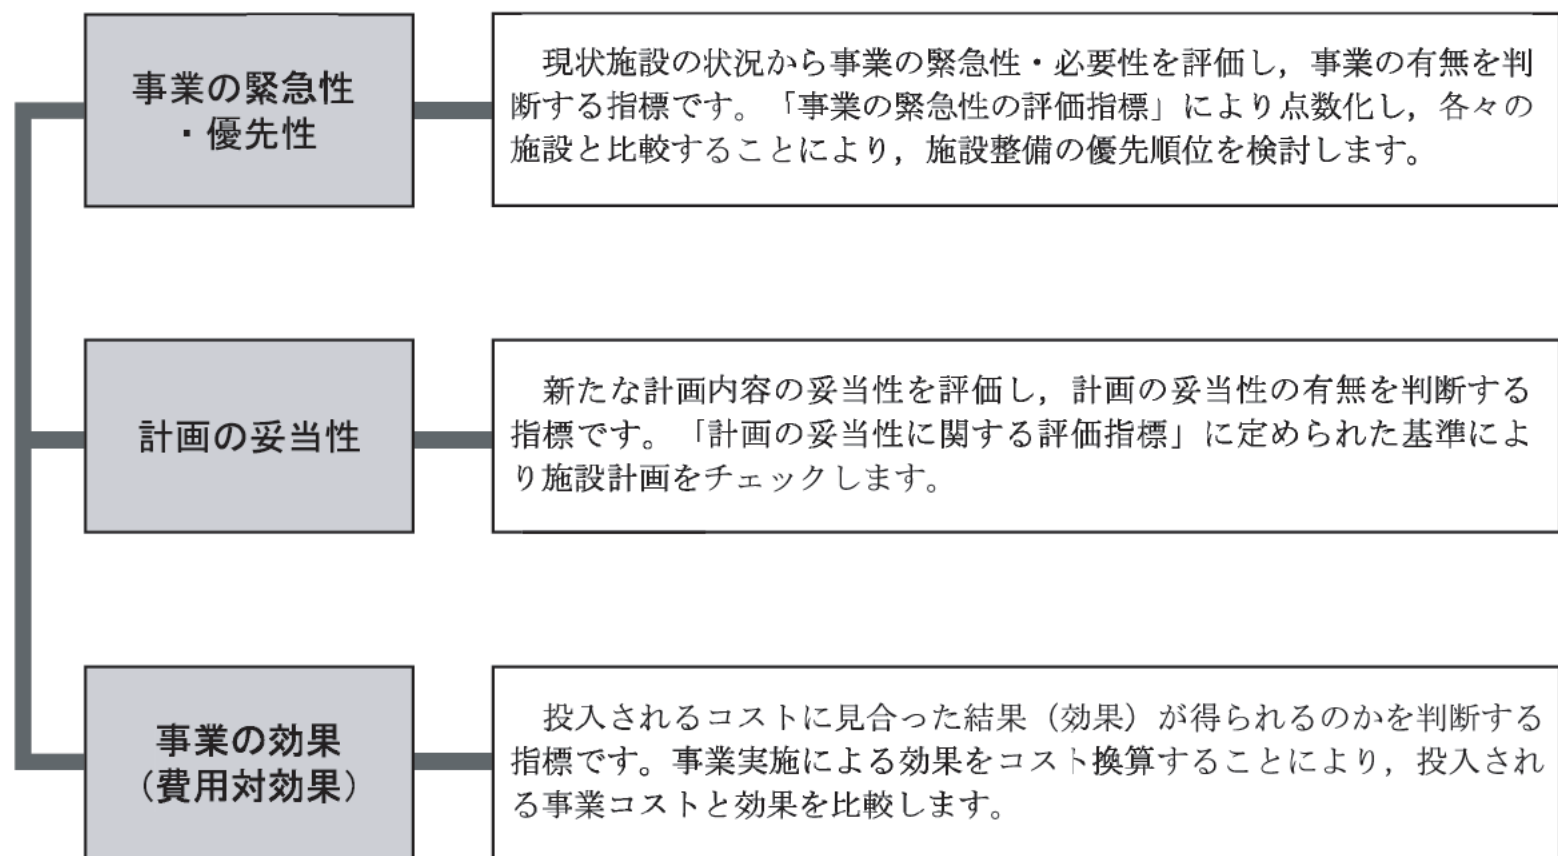 事業の緊急性
・優先性
　現状施設の状況から事業の緊急性・必要性を評価し，事業の有無を判
断する指標です。「事業の緊急性の評価指標」により点数化し，各々の
施設と比較することにより，施設整備の優先順位を検討します。
計画の妥当性
　新たな計画内容の妥当性を評価し，計画の妥当性の有無を判断する
指標です。「計画の妥当性に関する評価指標」に定められた基準によ
り施設計画をチェックします。
事業の効果
（費用対効果）
　投入されるコストに見合った結果（効果）が得られるのかを判断する
指標です。事業実施による効果をコスト換算することにより，投入され
る事業コストと効果を比較します。